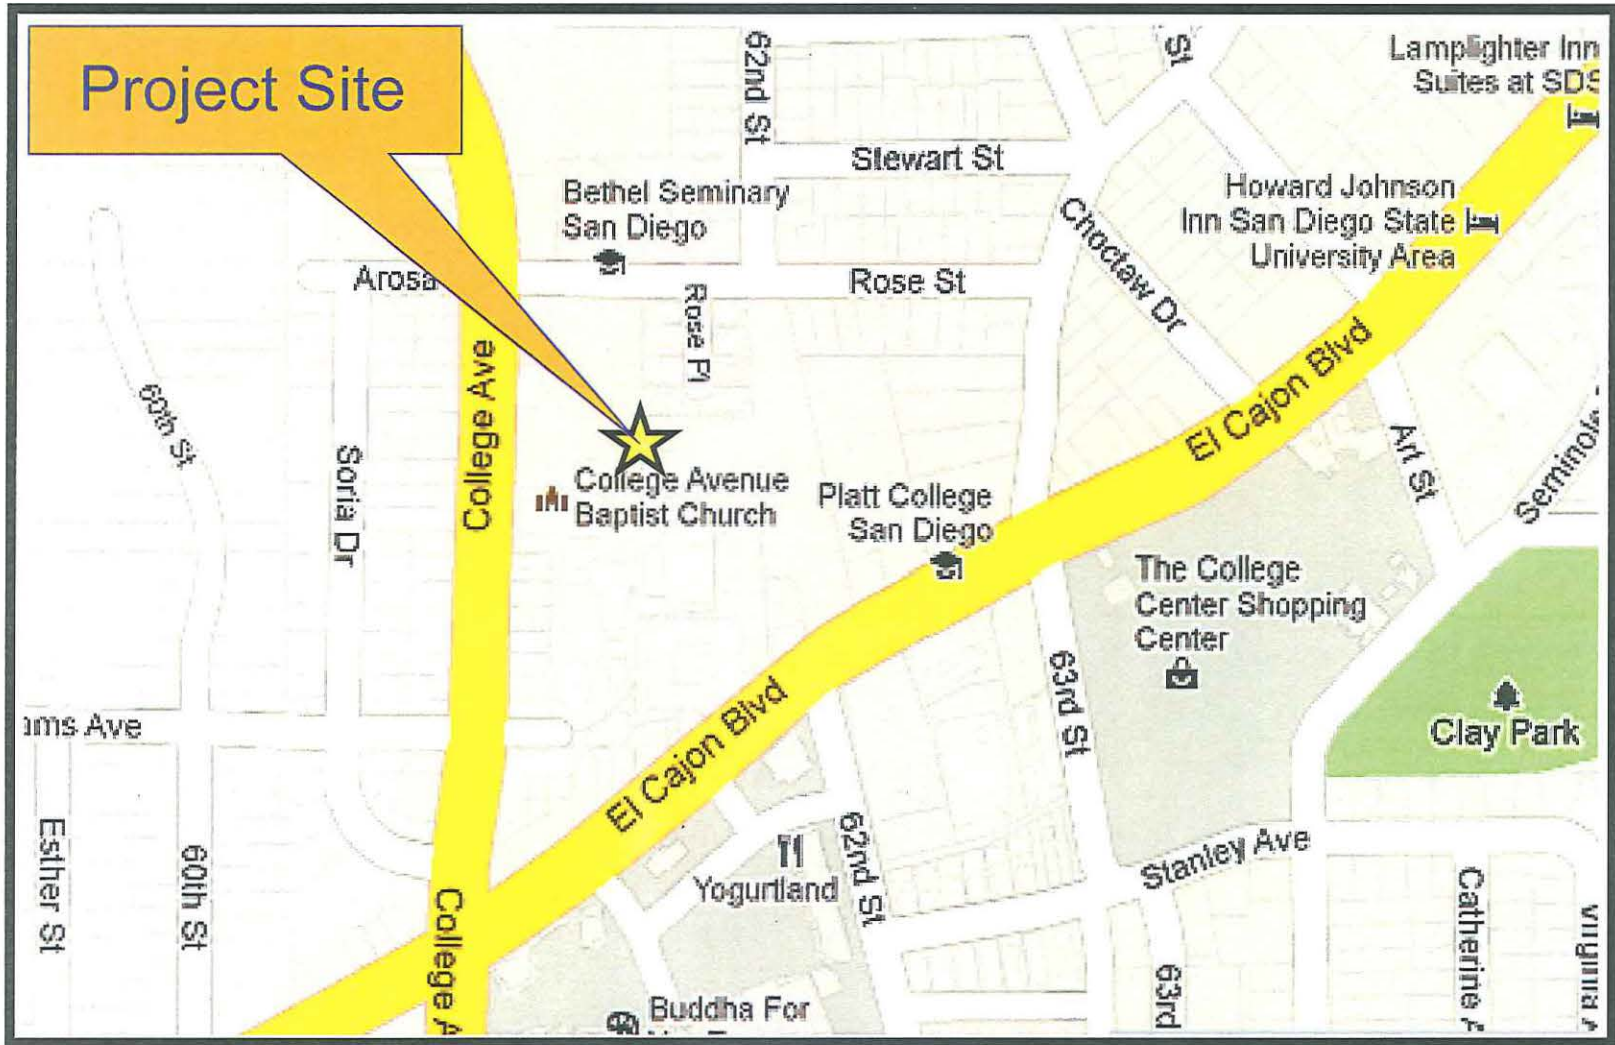 Project Site
62nd St
St
Lamplighter Inn
Suites at SDS
Stewart St
Bethel Seminary
San Diego
Howard Johnson
Inn San Diego State
University Area
Choctaw Dr
Arosa
Rose St
Rose Pl
College Ave
El Cajon Blvd
60th St
Soria Dr
Art St
Seminole
College Avenue
Baptist Church
Platt College
San Diego
The College
Center Shopping
Center
63rd St
Clay Park
ams Ave
El Cajon Blvd
Esther St
60th St
College A
Yogurtland
62nd St
Stanley Ave
Catherine A
63rd
Buddha For